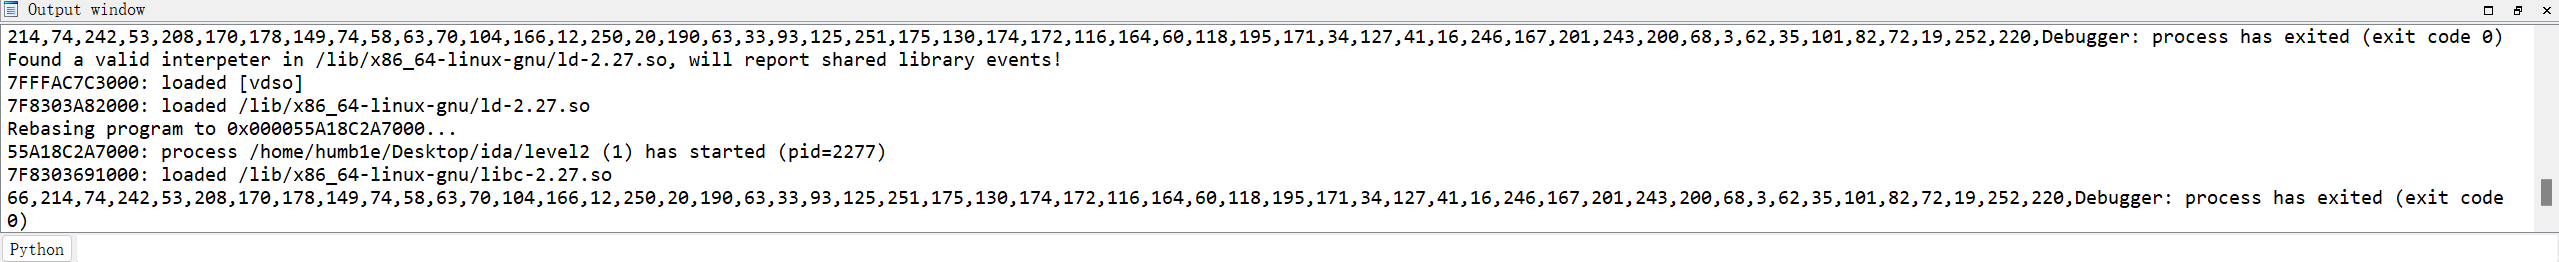 Output window
214,74,242,53,208,170,178,149,74,58,63,70,104,166,12,250,20,190,63,33,93,125,251,175,130,174,172,116,164,60,118,195,171,34,127,41,16,246,167,201,243,200,68,3,62,35,101,82,72,19,252,220,Debugger: process has exited (exit code 0)
Found a valid interpeter in /lib/x86_64-linux-gnu/ld-2.27.so, will report shared library events!
7FFFAC7C3000: loaded [vdso]
7F8303A82000: loaded /lib/x86_64-linux-gnu/ld-2.27.so
Rebasing program to 0x000055A18C2A7000...
55A18C2A7000: process /home/humb1e/Desktop/ida/level2 (1) has started (pid=2277)
7F8303691000: loaded /lib/x86_64-linux-gnu/libc-2.27.so
66,214,74,242,53,208,170,178,149,74,58,63,70,104,166,12,250,20,190,63,33,93,125,251,175,130,174,172,116,164,60,118,195,171,34,127,41,16,246,167,201,243,200,68,3,62,35,101,82,72,19,252,220,Debugger: process has exited (exit code
0)
Python